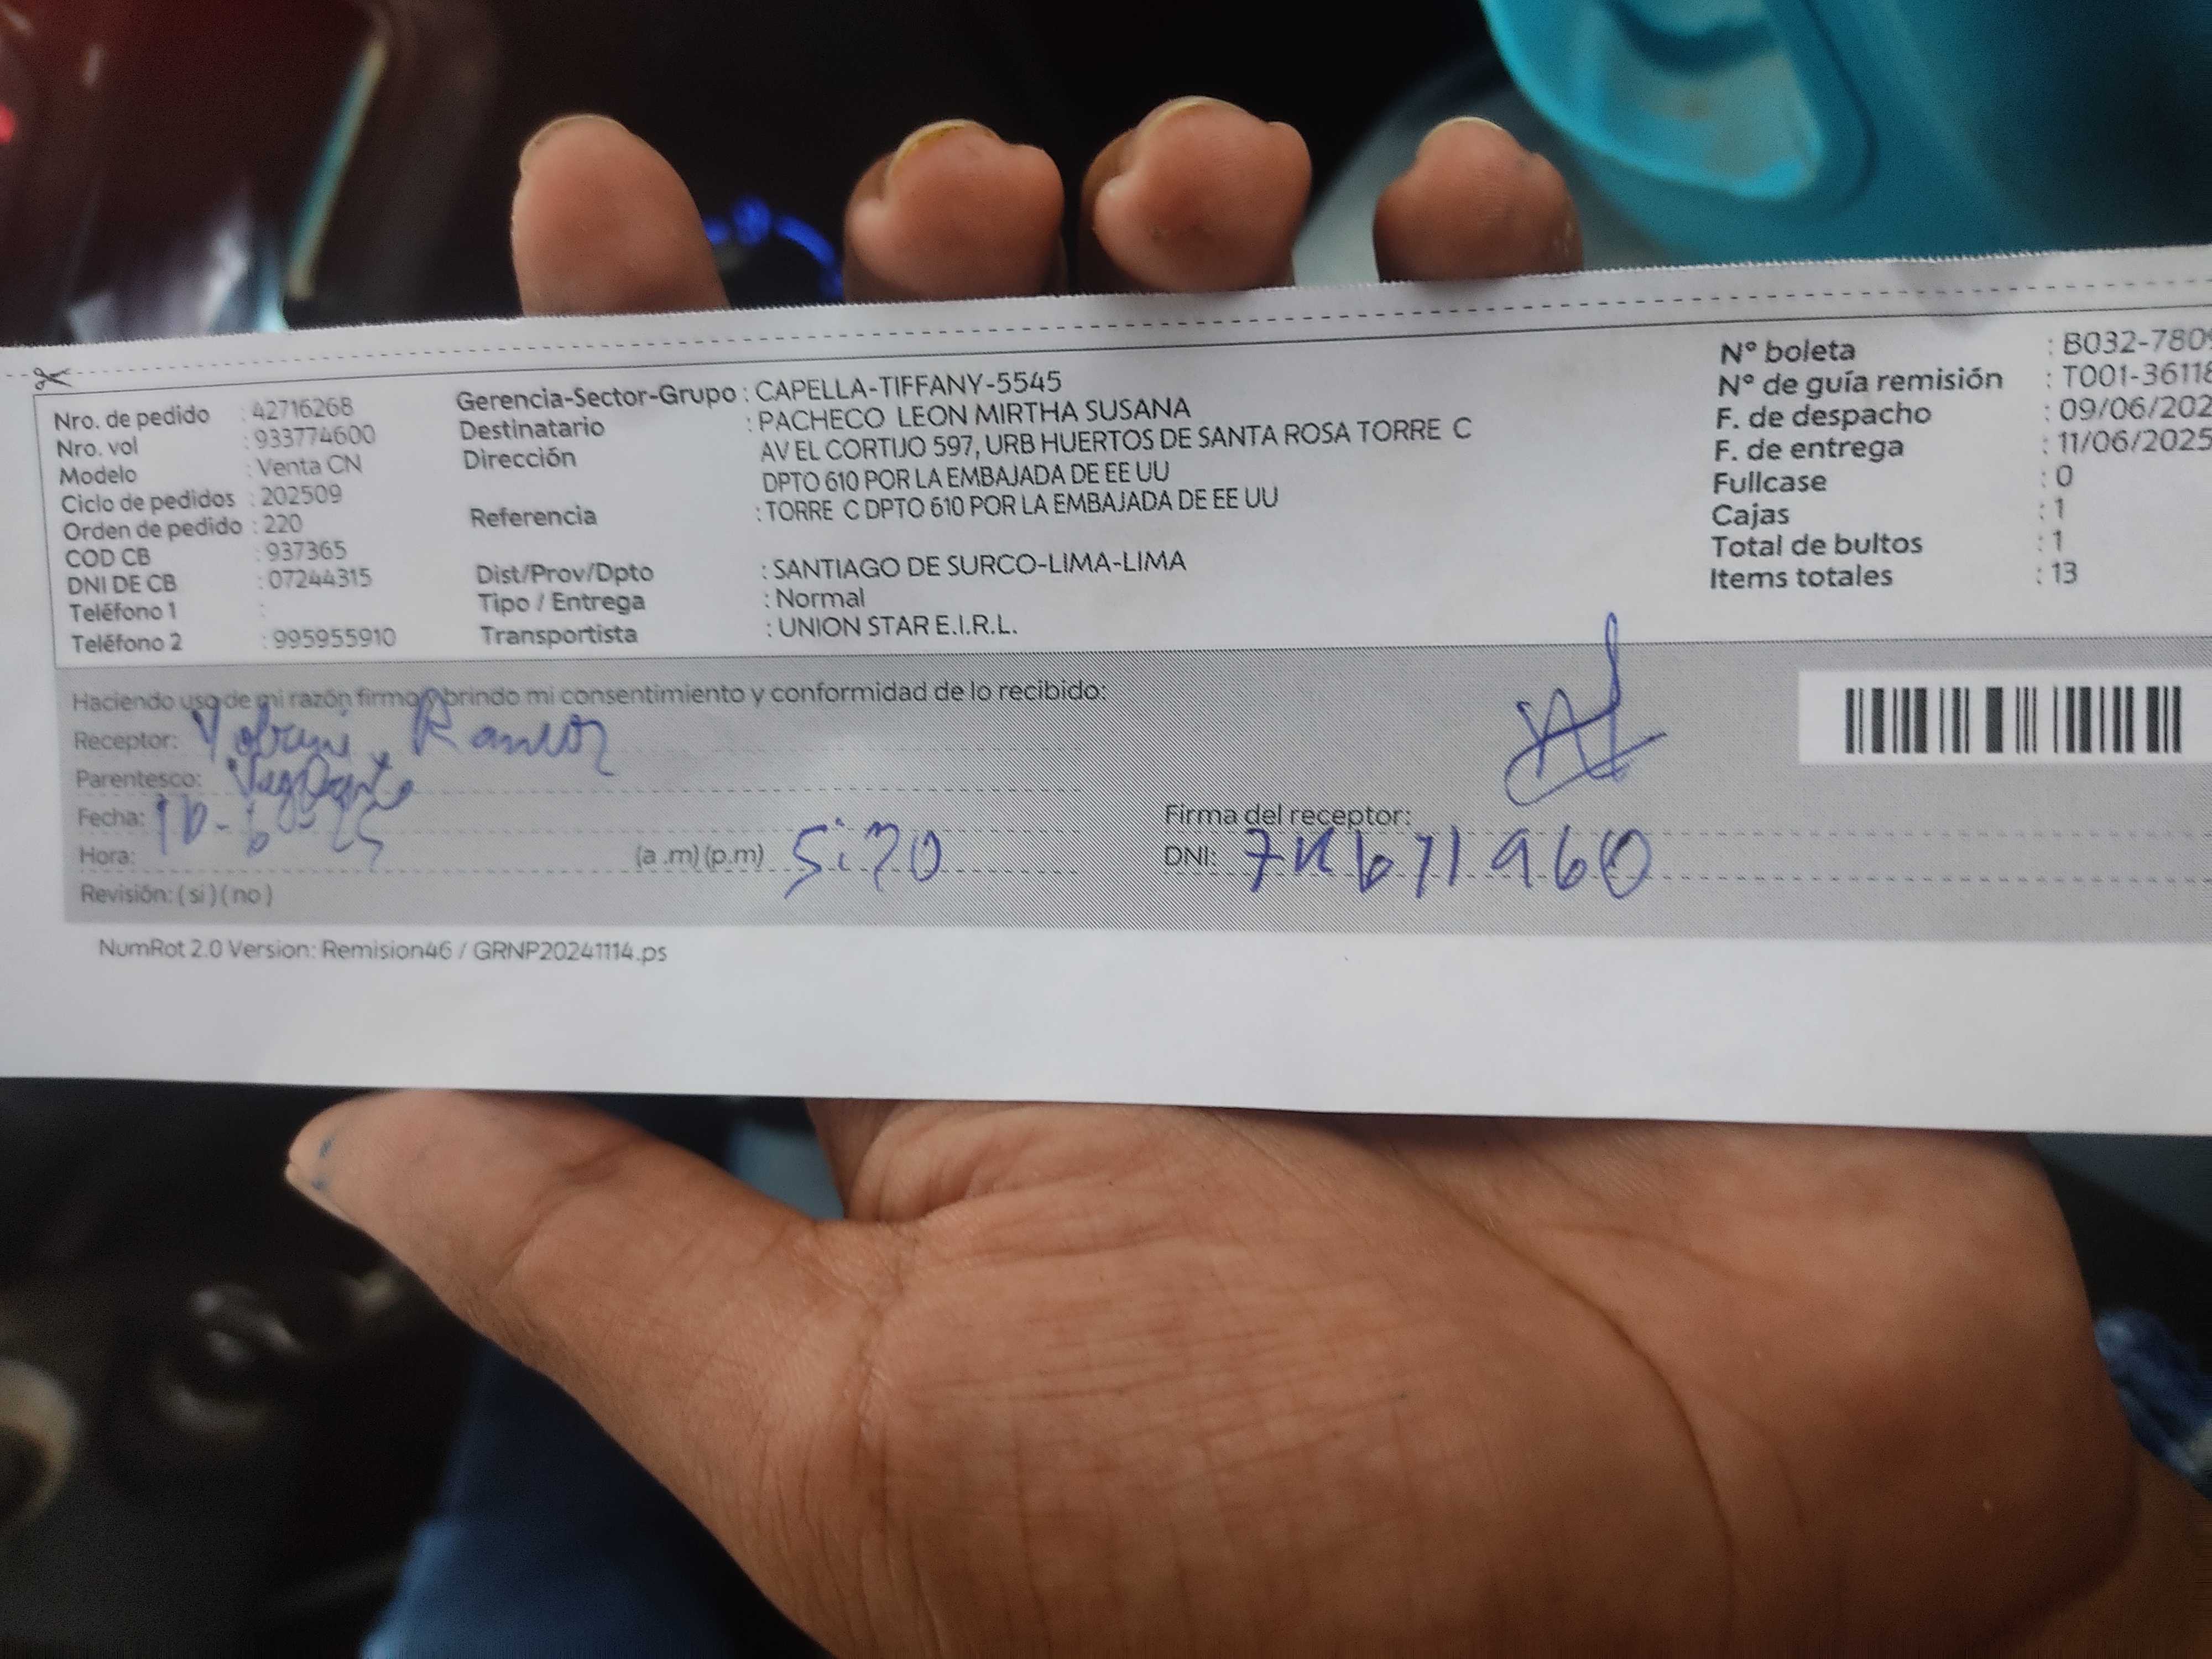 Nro. de pedido : 42716268
Nro. vol : 933774600
Modelo : Venta CN
Ciclo de pedidos : 202509
Orden de pedido : 220
COD CB : 937365
DNI DE CB : 07244315
Teléfono 1 :
Teléfono 2 : 995955910
Gerencia-Sector-Grupo : CAPELLA-TIFFANY-5545
Destinatario : PACHECO LEON MIRTHA SUSANA
Dirección AV EL CORTIJO 597, URB HUERTOS DE SANTA ROSA TORRE C
DPTO 610 POR LA EMBAJADA DE EE UU
Referencia : TORRE C DPTO 610 POR LA EMBAJADA DE EE UU
Dist/Prov/Dpto : SANTIAGO DE SURCO-LIMA-LIMA
Tipo / Entrega : Normal
Transportista : UNION STAR E.I.R.L.
N° boleta : B032-780
N° de guía remisión : T001-36118
F. de despacho : 09/06/202
F. de entrega : 11/06/2025
Fullcase : 0
Cajas : 1
Total de bultos : 1
Items totales : 13
Haciendo uso de mi razón firmo brindo mi consentimiento y conformidad de lo recibido:
Receptor: Ramos
Parentesco:
Fecha: 10-6-25
Hora: (a .m) (p.m)
Revisión: ( si ) ( no )
Firma del receptor:
DNI:
NumRot 2.0 Version: Remision46 / GRNP20241114.ps